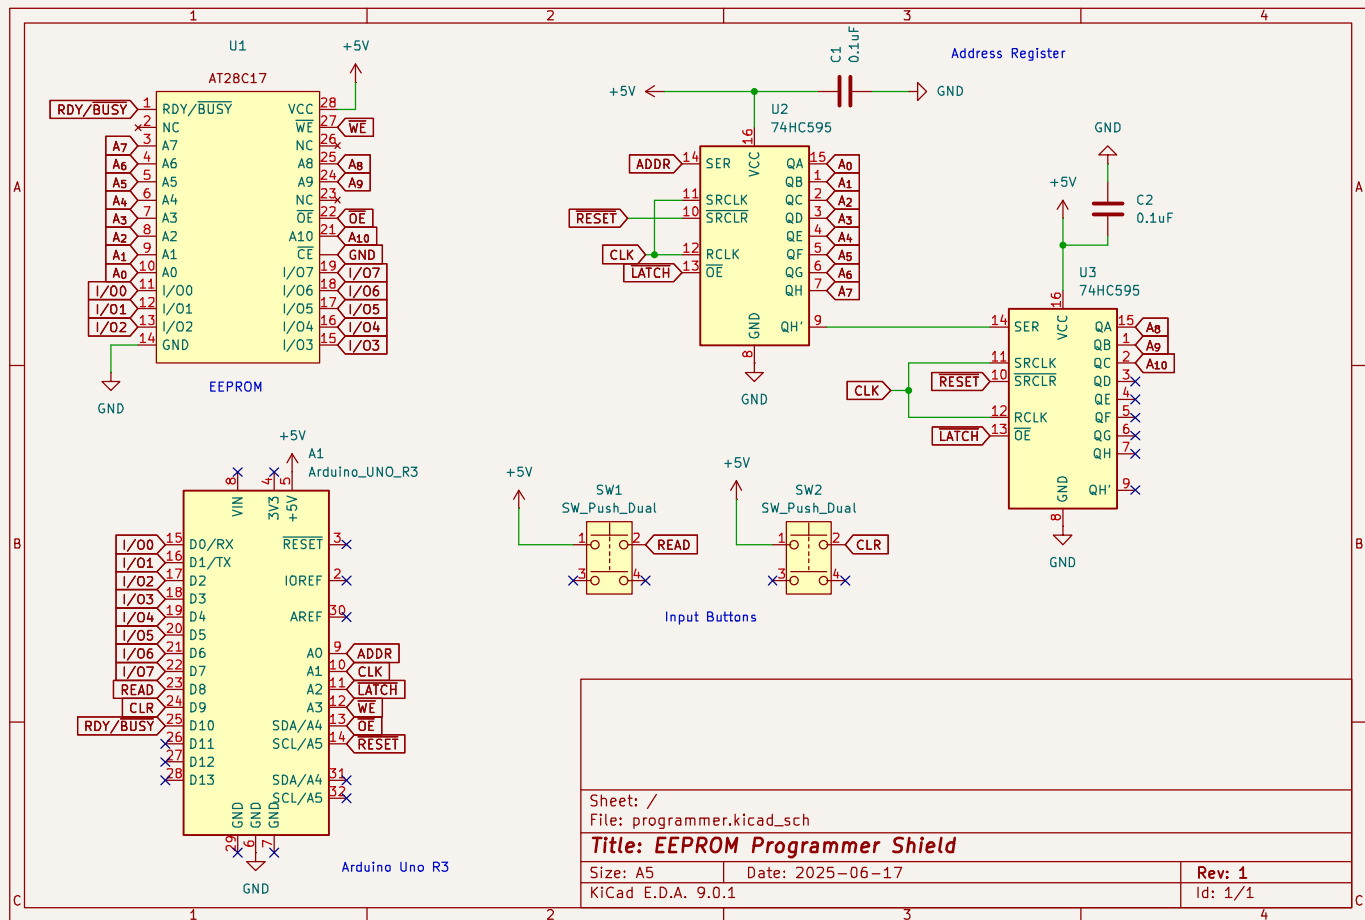 1 2 3 4
U1
+5V
AT28C17
RDY/BUSY 1 RDY/BUSY VCC 28
2 NC WE 27 WE
A7 3 A7 NC 26
A6 4 A6 A8 25 A8
A5 5 A5 A9 24 A9
A4 6 A4 NC 23
A3 7 A3 OE 22 OE
A2 8 A2 A10 21 A10
A1 9 A1 CE GND
A0 10 A0 I/O7 19 I/O7
I/O0 11 I/O0 I/O6 18 I/O6
I/O1 12 I/O1 I/O5 17 I/O5
I/O2 13 I/O2 I/O4 16 I/O4
14 GND I/O3 15 I/O3
EEPROM
GND
Address Register
C1
0.1uF
+5V
GND
U2
74HC595
16
VCC
ADDR 14 SER QA 15 A0
QB 1 A1
11 SRCLK QC 2 A2
RESET 10 SRCLR QD 3 A3
QE 4 A4
CLK 12 RCLK QF 5 A5
LATCH 13 OE QG 6 A6
QH 7 A7
GND QH' 9
8
GND
GND
+5V
C2
0.1uF
U3
74HC595
16
VCC
14 SER QA 15 A8
QB 1 A9
11 SRCLK QC 2 A10
RESET 10 SRCLR QD 3
CLK
QE 4
12 RCLK QF 5
LATCH 13 OE QG 6
QH 7
GND QH' 9
8
GND
+5V
A1
Arduino_UNO_R3
8 4 5
VIN 3V3 +5V
I/O0 15 D0/RX RESET 3
I/O1 16 D1/TX
I/O2 17 D2 IOREF 2
I/O3 18 D3
I/O4 19 D4 AREF 30
I/O5 20 D5
I/O6 21 D6 A0 9 ADDR
I/O7 22 D7 A1 10 CLK
READ 23 D8 A2 11 LATCH
CLR 24 D9 A3 12 WE
RDY/BUSY 25 D10 SDA/A4 13 OE
26 D11 SCL/A5 14 RESET
27 D12
28 D13 SDA/A4 31
SCL/A5 32
GND GND GND
29 6 7
GND
Arduino Uno R3
+5V
SW1
SW_Push_Dual
1 2 READ
3 4
+5V
SW2
SW_Push_Dual
1 2 CLR
3 4
Input Buttons
A A
B B
C C
Sheet: /
File: programmer.kicad_sch
Title: EEPROM Programmer Shield
Size: A5 Date: 2025-06-17 Rev: 1
KiCad E.D.A. 9.0.1 Id: 1/1
1 2 3 4